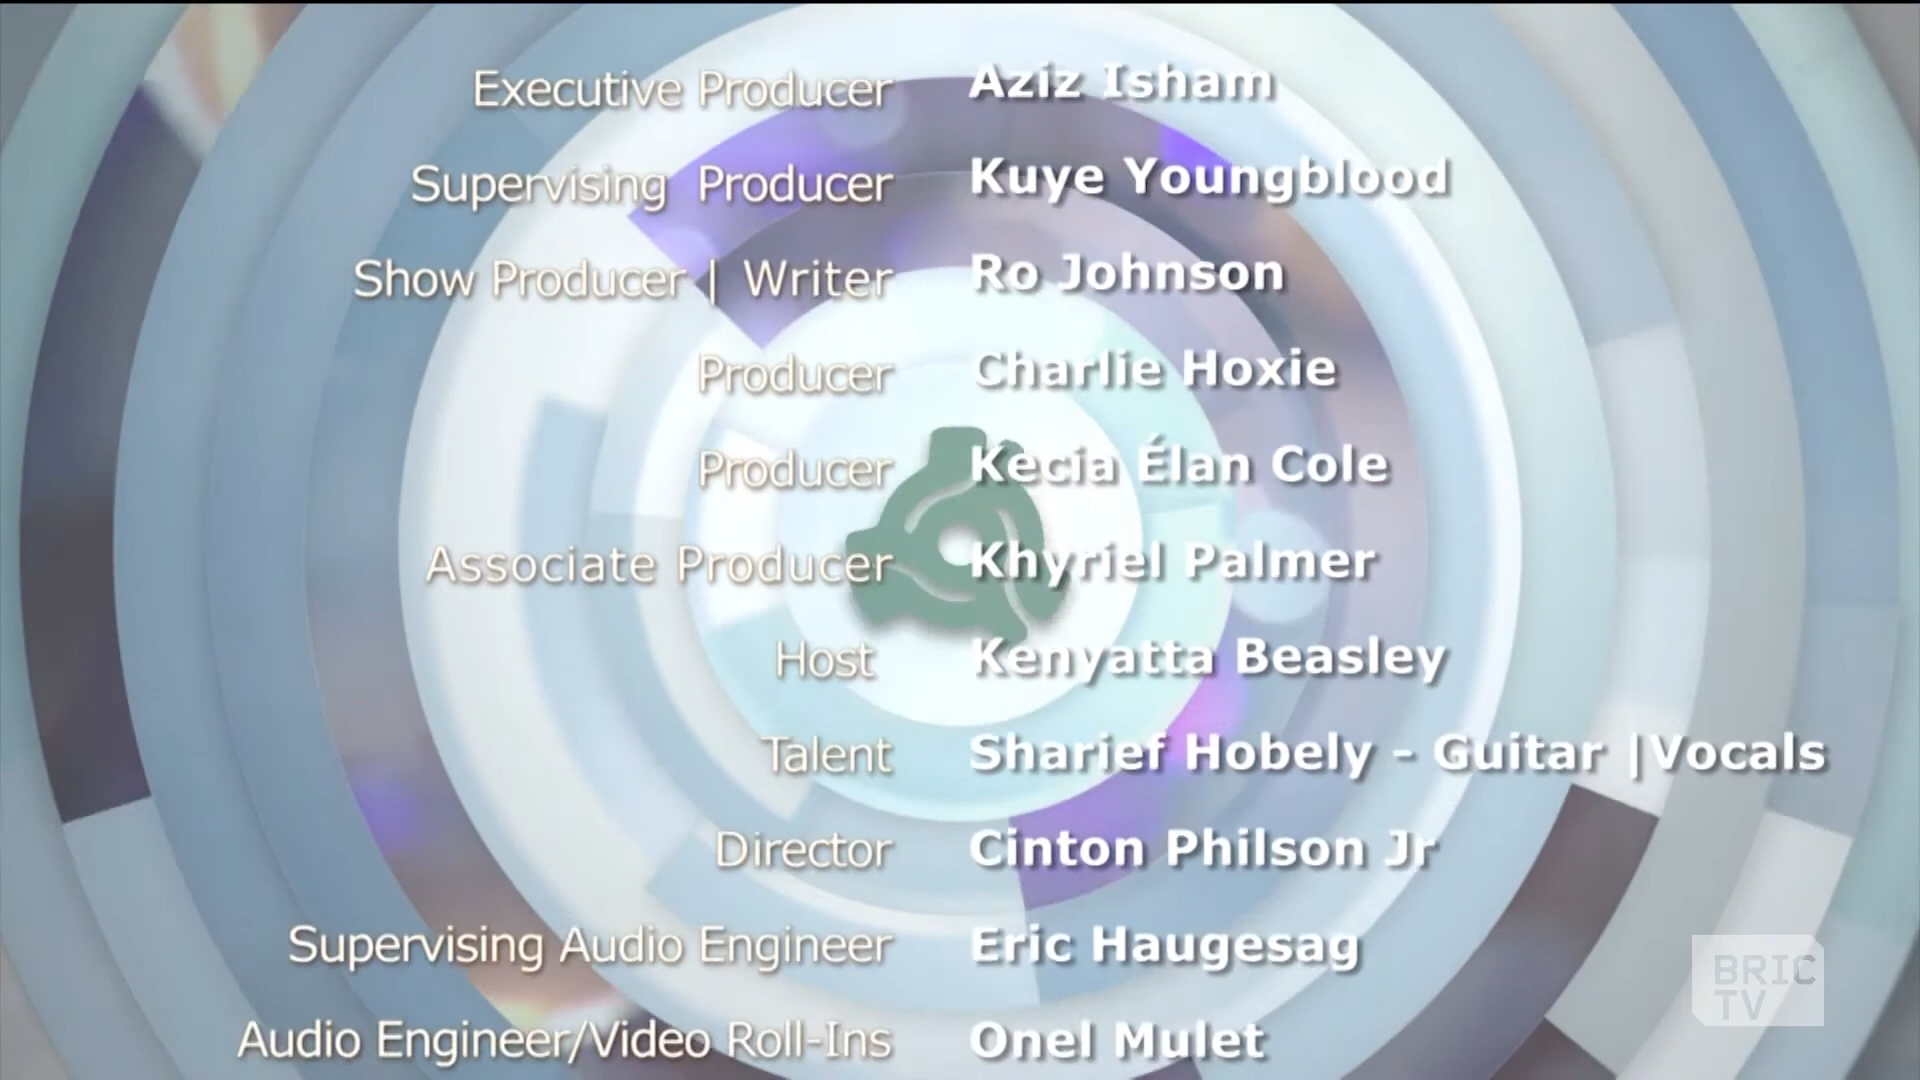 Executive Producer Aziz Isham
Supervising Producer Kuye Youngblood
Show Producer | Writer Ro Johnson
Producer Charlie Hoxie
Producer Kecia Élan Cole
Associate Producer Khyriel Palmer
Host Kenyatta Beasley
Talent Sharief Hobely - Guitar |Vocals
Director Cinton Philson Jr
Supervising Audio Engineer Eric Haugesag
Audio Engineer/Video Roll-Ins Onel Mulet
BRIC
TV